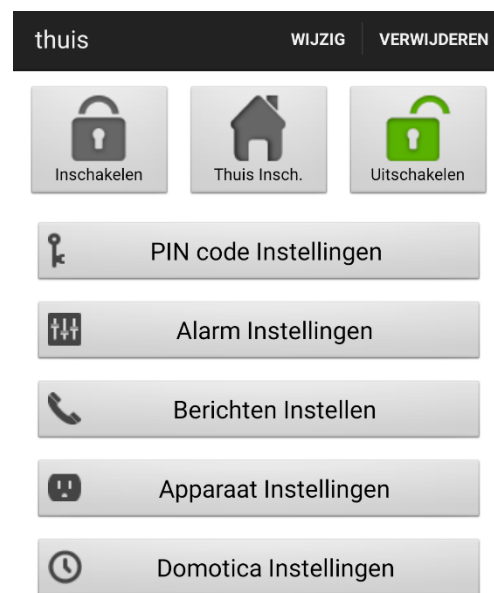 thuis
WIJZIG
VERWIJDEREN
Inschakelen
Thuis Insch.
Uitschakelen
PIN code Instellingen
Alarm Instellingen
Berichten Instellen
Apparaat Instellingen
Domotica Instellingen